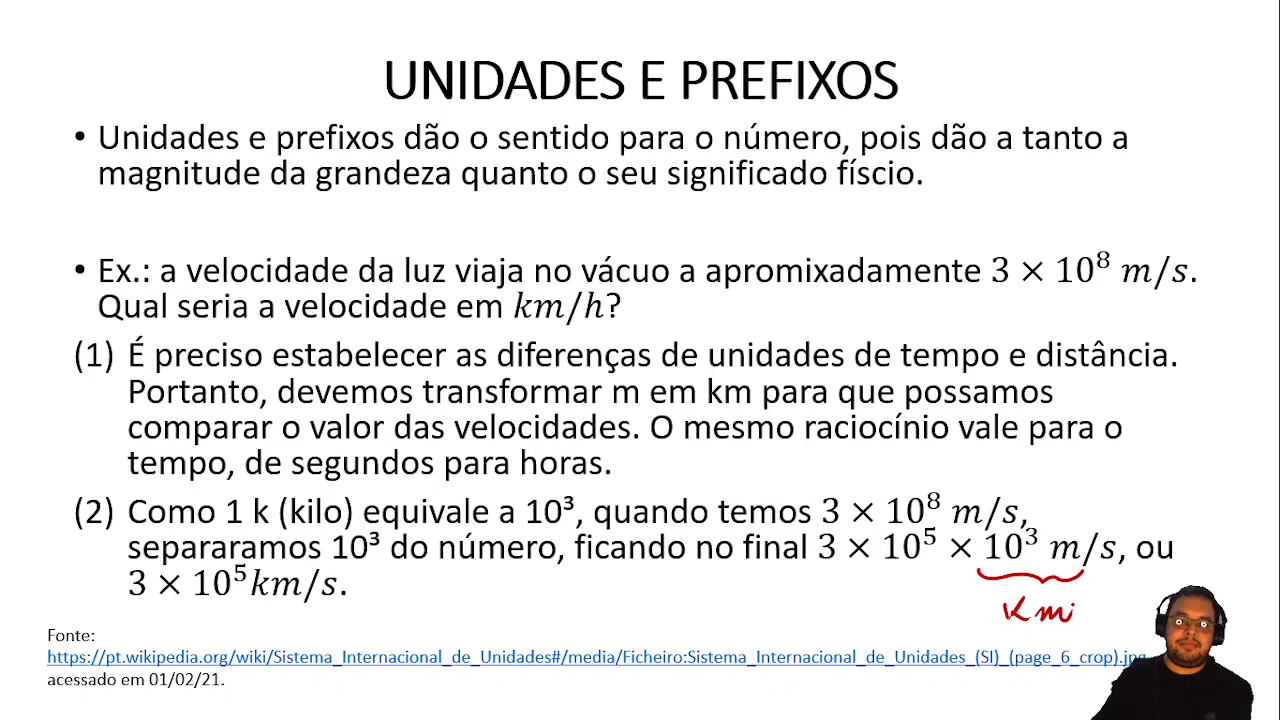 UNIDADES E PREFIXOS
• Unidades e prefixos dão o sentido para o número, pois dão a tanto a
magnitude da grandeza quanto o seu significado físcio.
• Ex.: a velocidade da luz viaja no vácuo a apromixadamente 3 × 10⁸ m/s.
Qual seria a velocidade em km/h?
(1) É preciso estabelecer as diferenças de unidades de tempo e distância.
Portanto, devemos transformar m em km para que possamos
comparar o valor das velocidades. O mesmo raciocínio vale para o
tempo, de segundos para horas.
(2) Como 1 k (kilo) equivale a 10³, quando temos 3 × 10⁸ m/s,
separaramos 10³ do número, ficando no final 3 × 10⁵ × 10³ m/s, ou
3 × 10⁵km/s.
Km
Fonte:
https://pt.wikipedia.org/wiki/Sistema_Internacional_de_Unidades#/media/Ficheiro:Sistema_Internacional_de_Unidades_(SI)_(page_6_crop).jpg
acessado em 01/02/21.